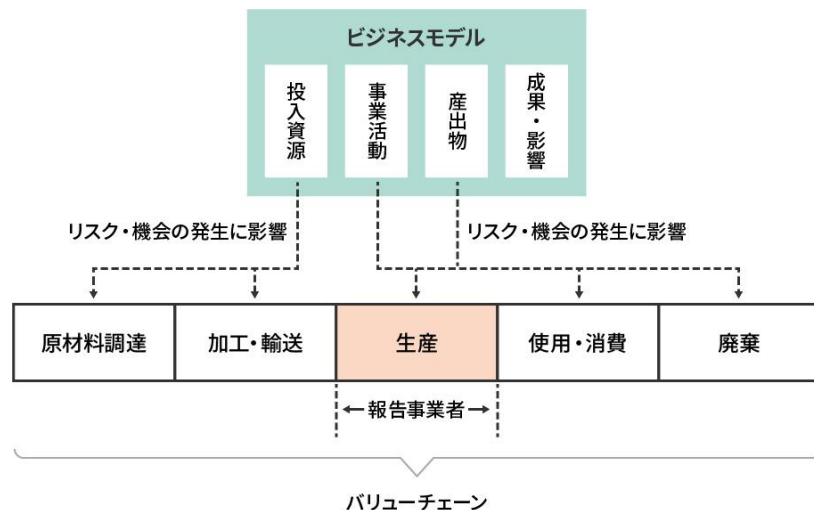 ビジネスモデル
投入資源
事業活動
産出物
成果・影響
リスク・機会の発生に影響
リスク・機会の発生に影響
原材料調達
加工・輸送
生産
使用・消費
廃棄
報告事業者
バリューチェーン